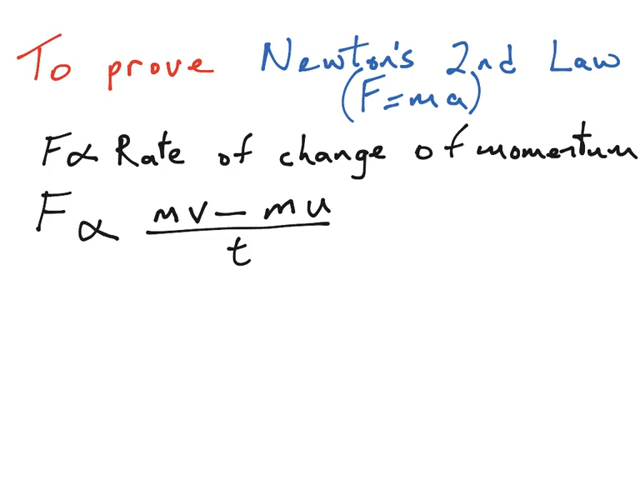 To prove Newton's 2nd Law
(F=ma)
F∝ Rate of change of momentum
F ∝ mv - mu
t